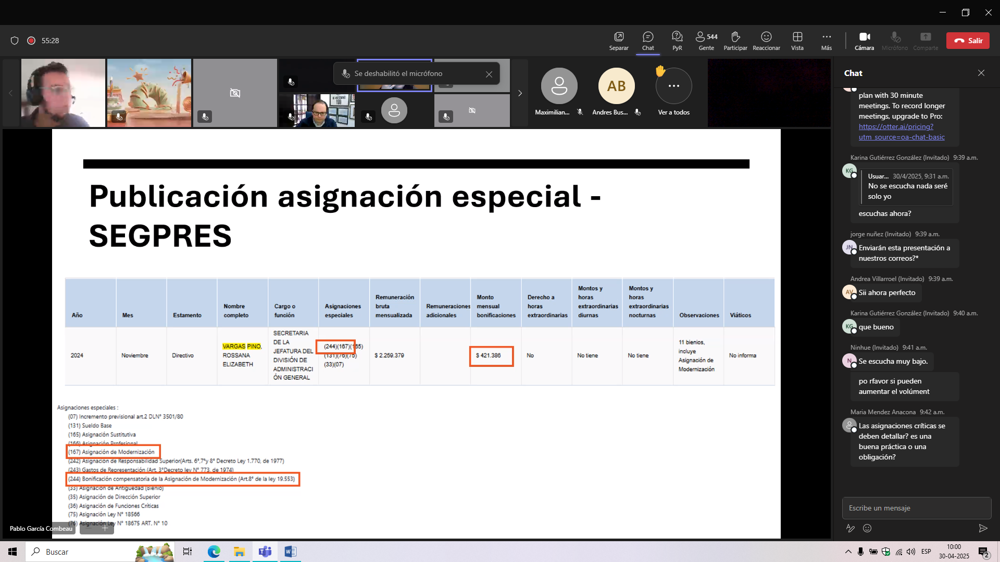 55:28
Separar
Chat
PyR
544
Gente
Participar
Reaccionar
Vista
Más
Cámara
Micrófono
Comparte
Salir
Se deshabilitó el micrófono
WATCHING
YOU
AB
Maximilian...
Andres Bus...
Ver a todos
Publicación asignación especial -
SEGPRES
Año
Mes
Estamento
Nombre
completo
Cargo o
función
Asignaciones
especiales
Remuneración
bruta
mensualizada
Remuneraciones
adicionales
Monto
mensual
bonificaciones
Derecho a
horas
extraordinarias
Montos y
horas
extraordinarias
diurnas
Montos y
horas
extraordinarias
nocturnas
Observaciones
Viáticos
2024
Noviembre
Directivo
VARGAS PINO,
ROSSANA
ELIZABETH
SECRETARIA
DE LA
JEFATURA DEL
DIVISIÓN DE
ADMINISTRACI
ÓN GENERAL
(244)(167)(165)
(131)(76)(75)
(33)(07)
$ 2.259.379
$ 421.386
No
No tiene
No tiene
11 bienios,
incluye
Asignación de
Modernización
No informa
Asignaciones especiales :
(07) Incremento previsional art.2 DLN° 3501/80
(131) Sueldo Base
(165) Asignación Sustitutiva
(166) Asignación Profesional
(167) Asignación de Modernización
(242) Asignación de Responsabilidad Superior(Arts. 6°,7°y 8° Decreto Ley 1.770, de 1977)
(243) Gastos de Representación (Art. 3°Decreto ley N° 773, de 1974)
(244) Bonificación compensatoria de la Asignación de Modernización (Art.8° de la ley 19.553)
(33) Asignación de Antigüedad (Bienio)
(35) Asignación de Dirección Superior
(36) Asignación de Funciones Críticas
(75) Asignación Ley N° 18566
(76) Asignación Ley N° 18675 ART. N° 10
Pablo García Combeau
Chat
plan with 30 minute
meetings. To record longer
meetings, upgrade to Pro:
https://otter.ai/pricing?
utm_source=oa-chat-basic
Karina Gutiérrez González (Invitado) 9:39 a.m.
KG
Usuar... 30/4/2025, 9:31 a.m.
No se escucha nada seré
solo yo
escuchas ahora?
jorge nuñez (Invitado) 9:39 a.m.
JN
Enviarán esta presentación a
nuestros correos?*
Andrea Villarroel (Invitado) 9:39 a.m.
AV
Sii ahora perfecto
Karina Gutiérrez González (Invitado) 9:40 a.m.
KG
que bueno
Ninhue (Invitado) 9:41 a.m.
N
Se escucha muy bajo.
po rfavor si pueden
aumentar el volúment
Maria Mendez Anacona 9:42 a.m.
Las asignaciones críticas se
deben detallar? es una
buena práctica o una
obligación?
Escribe un mensaje
Buscar
ESP
10:00
30-04-2025
2